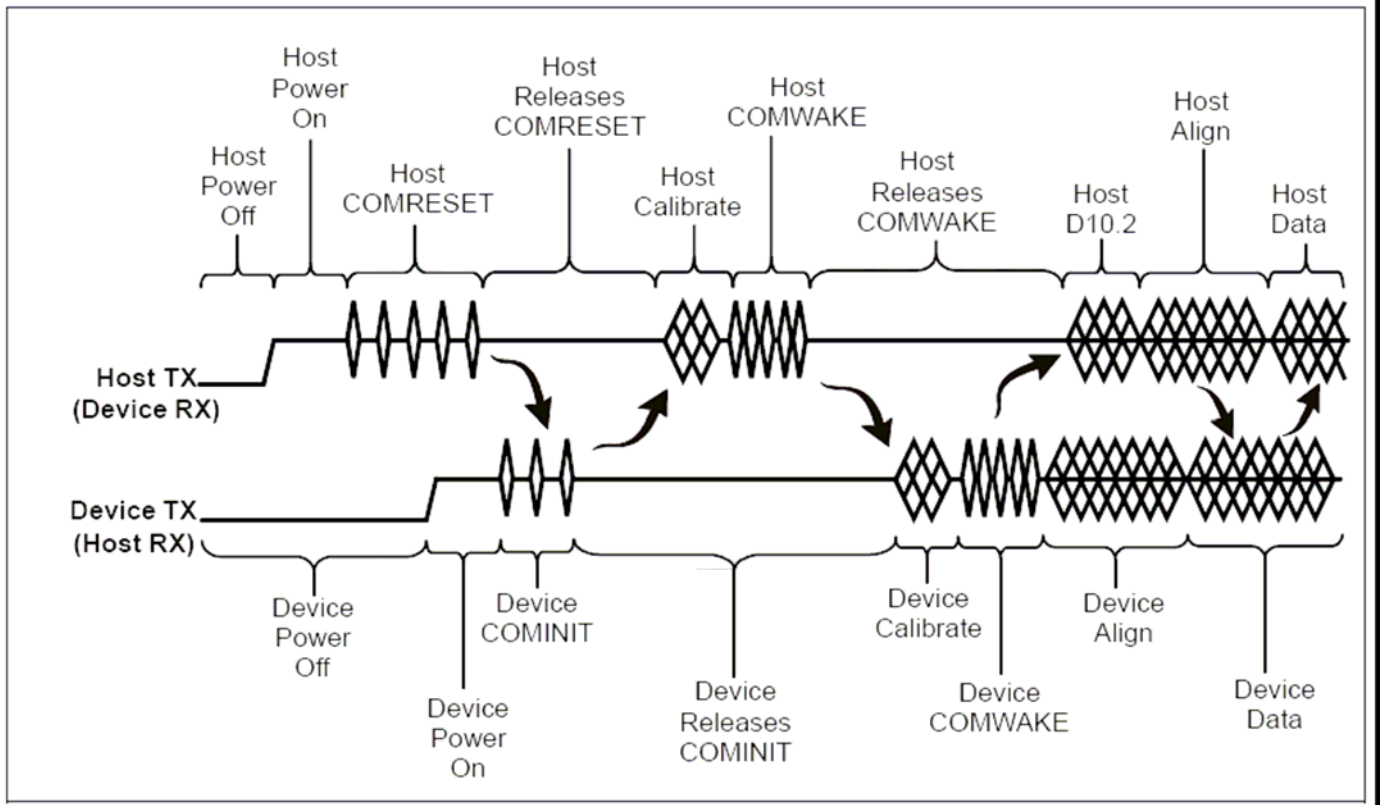 Host
Power
On
Host
Releases
COMRESET
Host
COMWAKE
Host
Align
Host
Power
Off
Host
COMRESET
Host
Calibrate
Host
Releases
COMWAKE
Host
D10.2
Host
Data
Host TX
(Device RX)
Device TX
(Host RX)
Device
Power
Off
Device
COMINIT
Device
Calibrate
Device
Align
Device
Power
On
Device
Releases
COMINIT
Device
COMWAKE
Device
Data